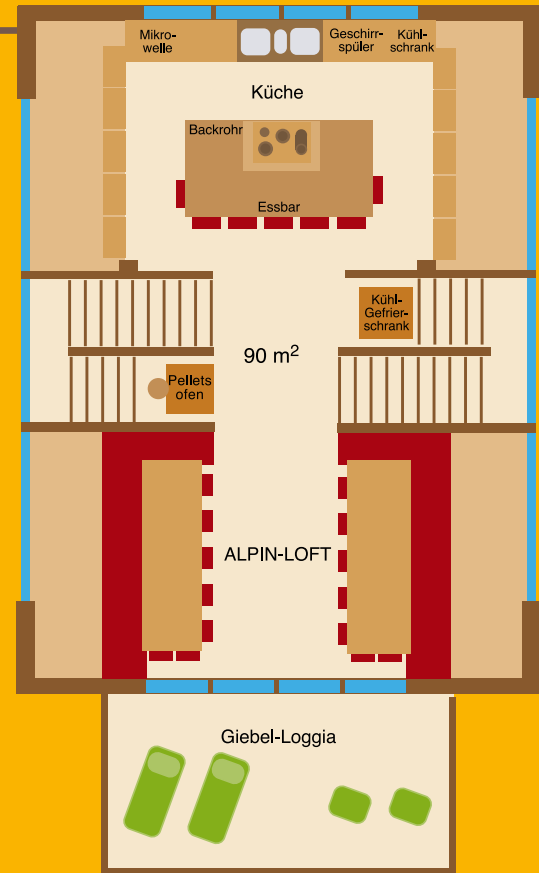 Mikro-
welle
Geschirr-
spüler
Kühl-
schrank
Küche
Backrohr
Essbar
Kühl-
Gefrier-
schrank
90 m²
Pellets
ofen
ALPIN-LOFT
Giebel-Loggia